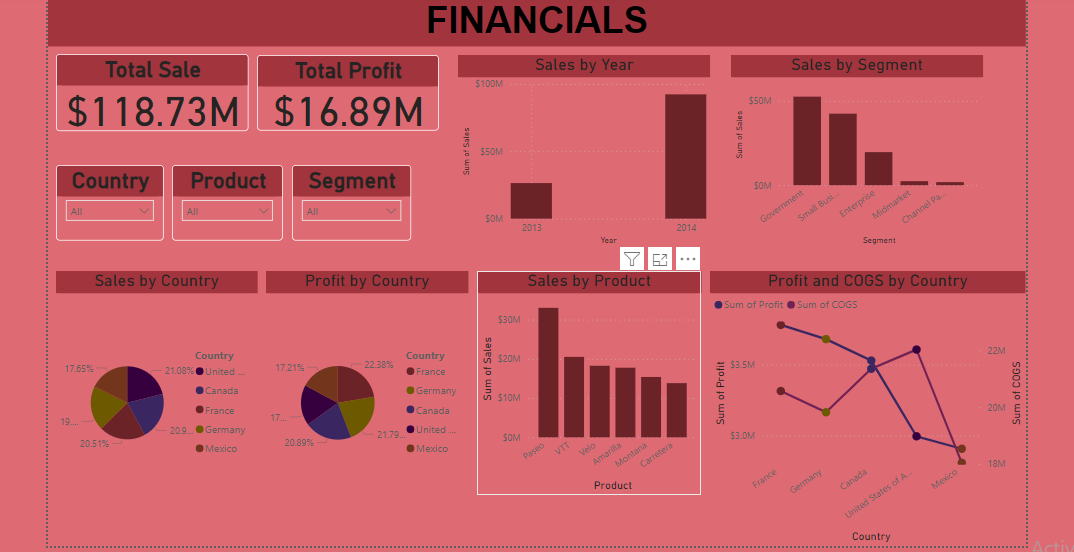 FINANCIALS
Total Sale
$118.73M
Total Profit
$16.89M
Country
All
Product
All
Segment
All
Sales by Year
Sum of Sales
$100M
$50M
$0M
2013
2014
Year
Sales by Segment
Sum of Sales
$50M
$0M
Government
Small Busi...
Enterprise
Midmarket
Channel Pa...
Segment
Sales by Country
17.65%
21.08%
20.9...
20.51%
19....
Country
United ...
Canada
France
Germany
Mexico
Profit by Country
17.21%
22.38%
21.79...
20.89%
17....
Country
France
Germany
Canada
United ...
Mexico
Sales by Product
Sum of Sales
$30M
$20M
$10M
$0M
Paseo
VTT
Velo
Amarilla
Montana
Carretera
Product
Profit and COGS by Country
Sum of Profit
Sum of COGS
Sum of Profit
$3.5M
$3.0M
22M
20M
18M
Sum of COGS
France
Germany
Canada
United States of A...
Mexico
Country
Activ